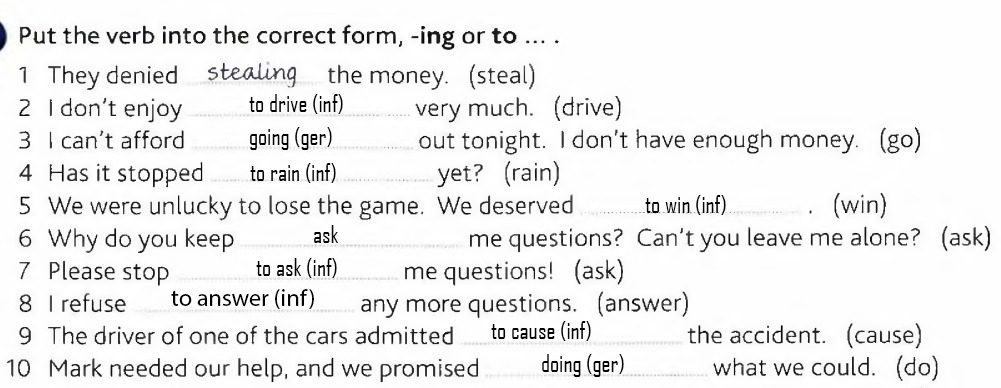 Put the verb into the correct form, -ing or to ... .
1 They denied stealing the money. (steal)
2 I don't enjoy to drive (inf) very much. (drive)
3 I can't afford going (ger) out tonight. I don't have enough money. (go)
4 Has it stopped to rain (inf) yet? (rain)
5 We were unlucky to lose the game. We deserved to win (inf) . (win)
6 Why do you keep ask me questions? Can't you leave me alone? (ask)
7 Please stop to ask (inf) me questions! (ask)
8 I refuse to answer (inf) any more questions. (answer)
9 The driver of one of the cars admitted to cause (inf) the accident. (cause)
10 Mark needed our help, and we promised doing (ger) what we could. (do)